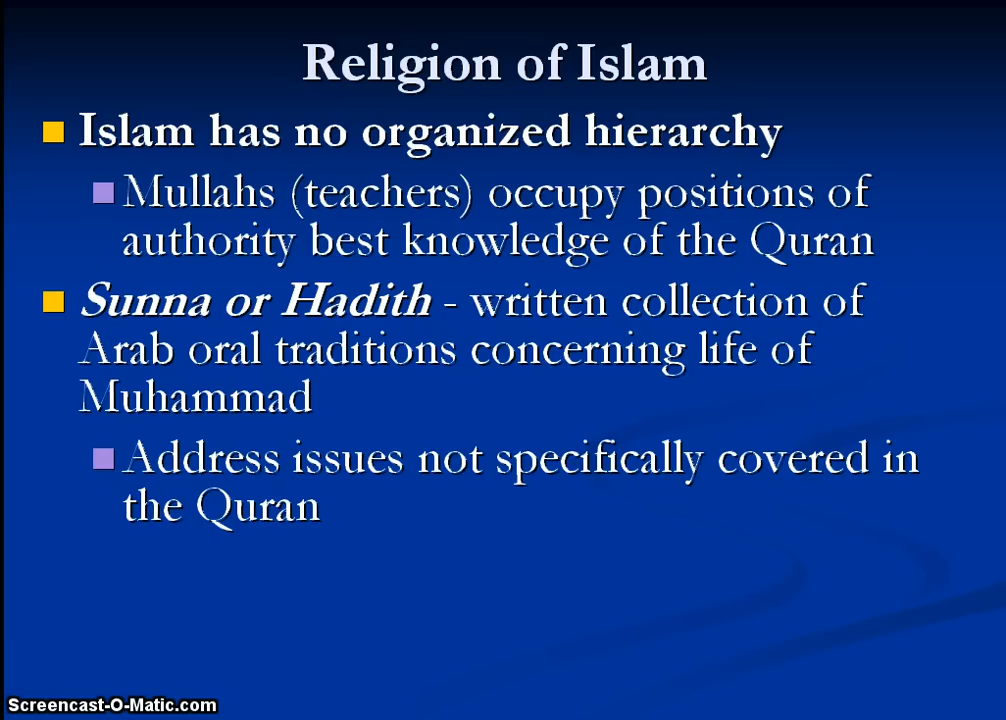 Religion of Islam
Islam has no organized hierarchy
Mullahs (teachers) occupy positions of
authority best knowledge of the Quran
Sunna or Hadith - written collection of
Arab oral traditions concerning life of
Muhammad
Address issues not specifically covered in
the Quran
Screencast-O-Matic.com